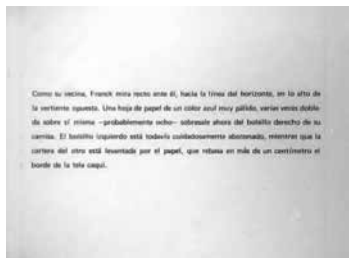 Como su vecina, Franck mira recto ante él, hacia la línea del horizonte, en lo alto de
la vertiente opuesta. Una hoja de papel de un color azul muy pálido, varias veces dobla-
da sobre sí misma -probablemente ocho- sobresale ahora del bolsillo derecho de su
camisa. El bolsillo izquierdo está todavía cuidadosamente abotonado, mientras que la
cartera del otro está levantada por el papel, que rebasa en más de un centímetro el
borde de la tela caqui.